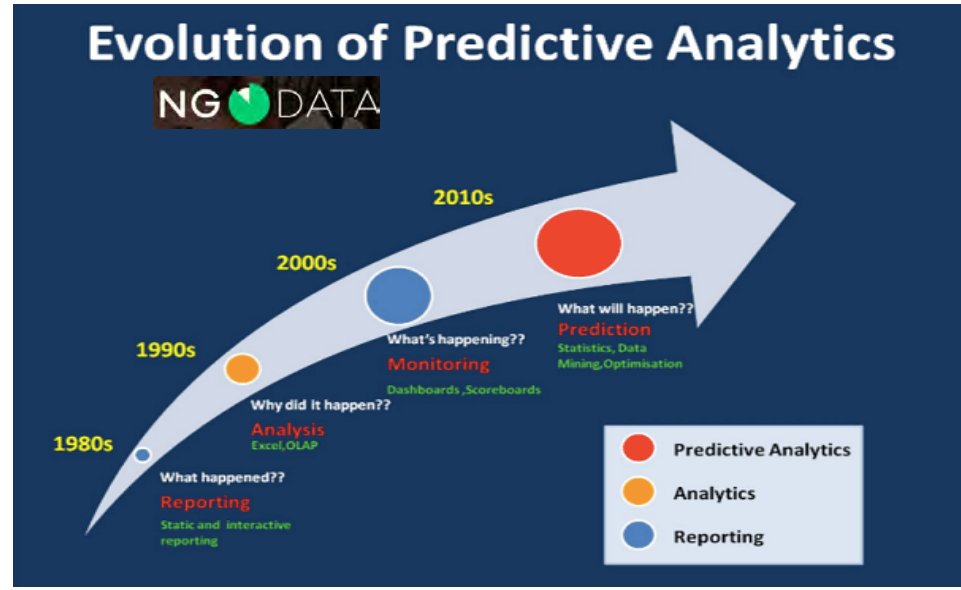 Evolution of Predictive Analytics
NG DATA
2010s
2000s
1990s
1980s
What will happen??
Prediction
Statistics, Data
Mining,Optimisation
What's happening??
Monitoring
Dashboards ,Scoreboards
Why did it happen??
Analysis
Excel,OLAP
What happened??
Reporting
Static and interactive
reporting
Predictive Analytics
Analytics
Reporting